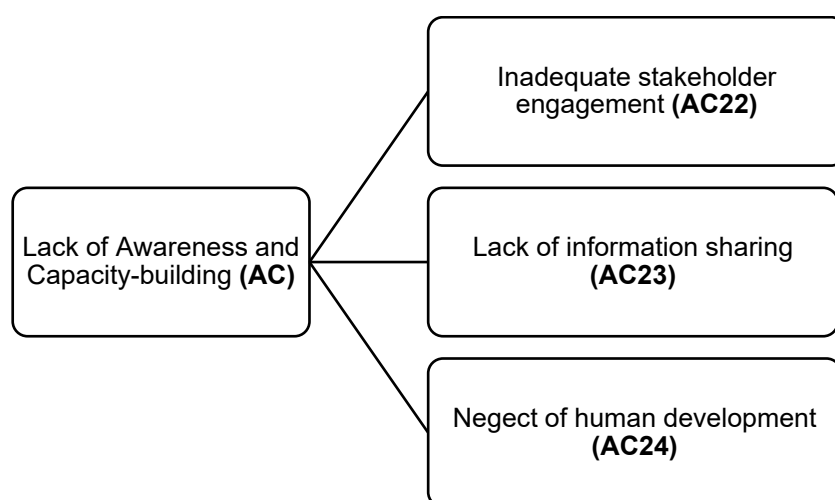 Inadequate stakeholder
engagement (AC22)
Lack of Awareness and
Capacity-building (AC)
Lack of information sharing
(AC23)
Negect of human development
(AC24)